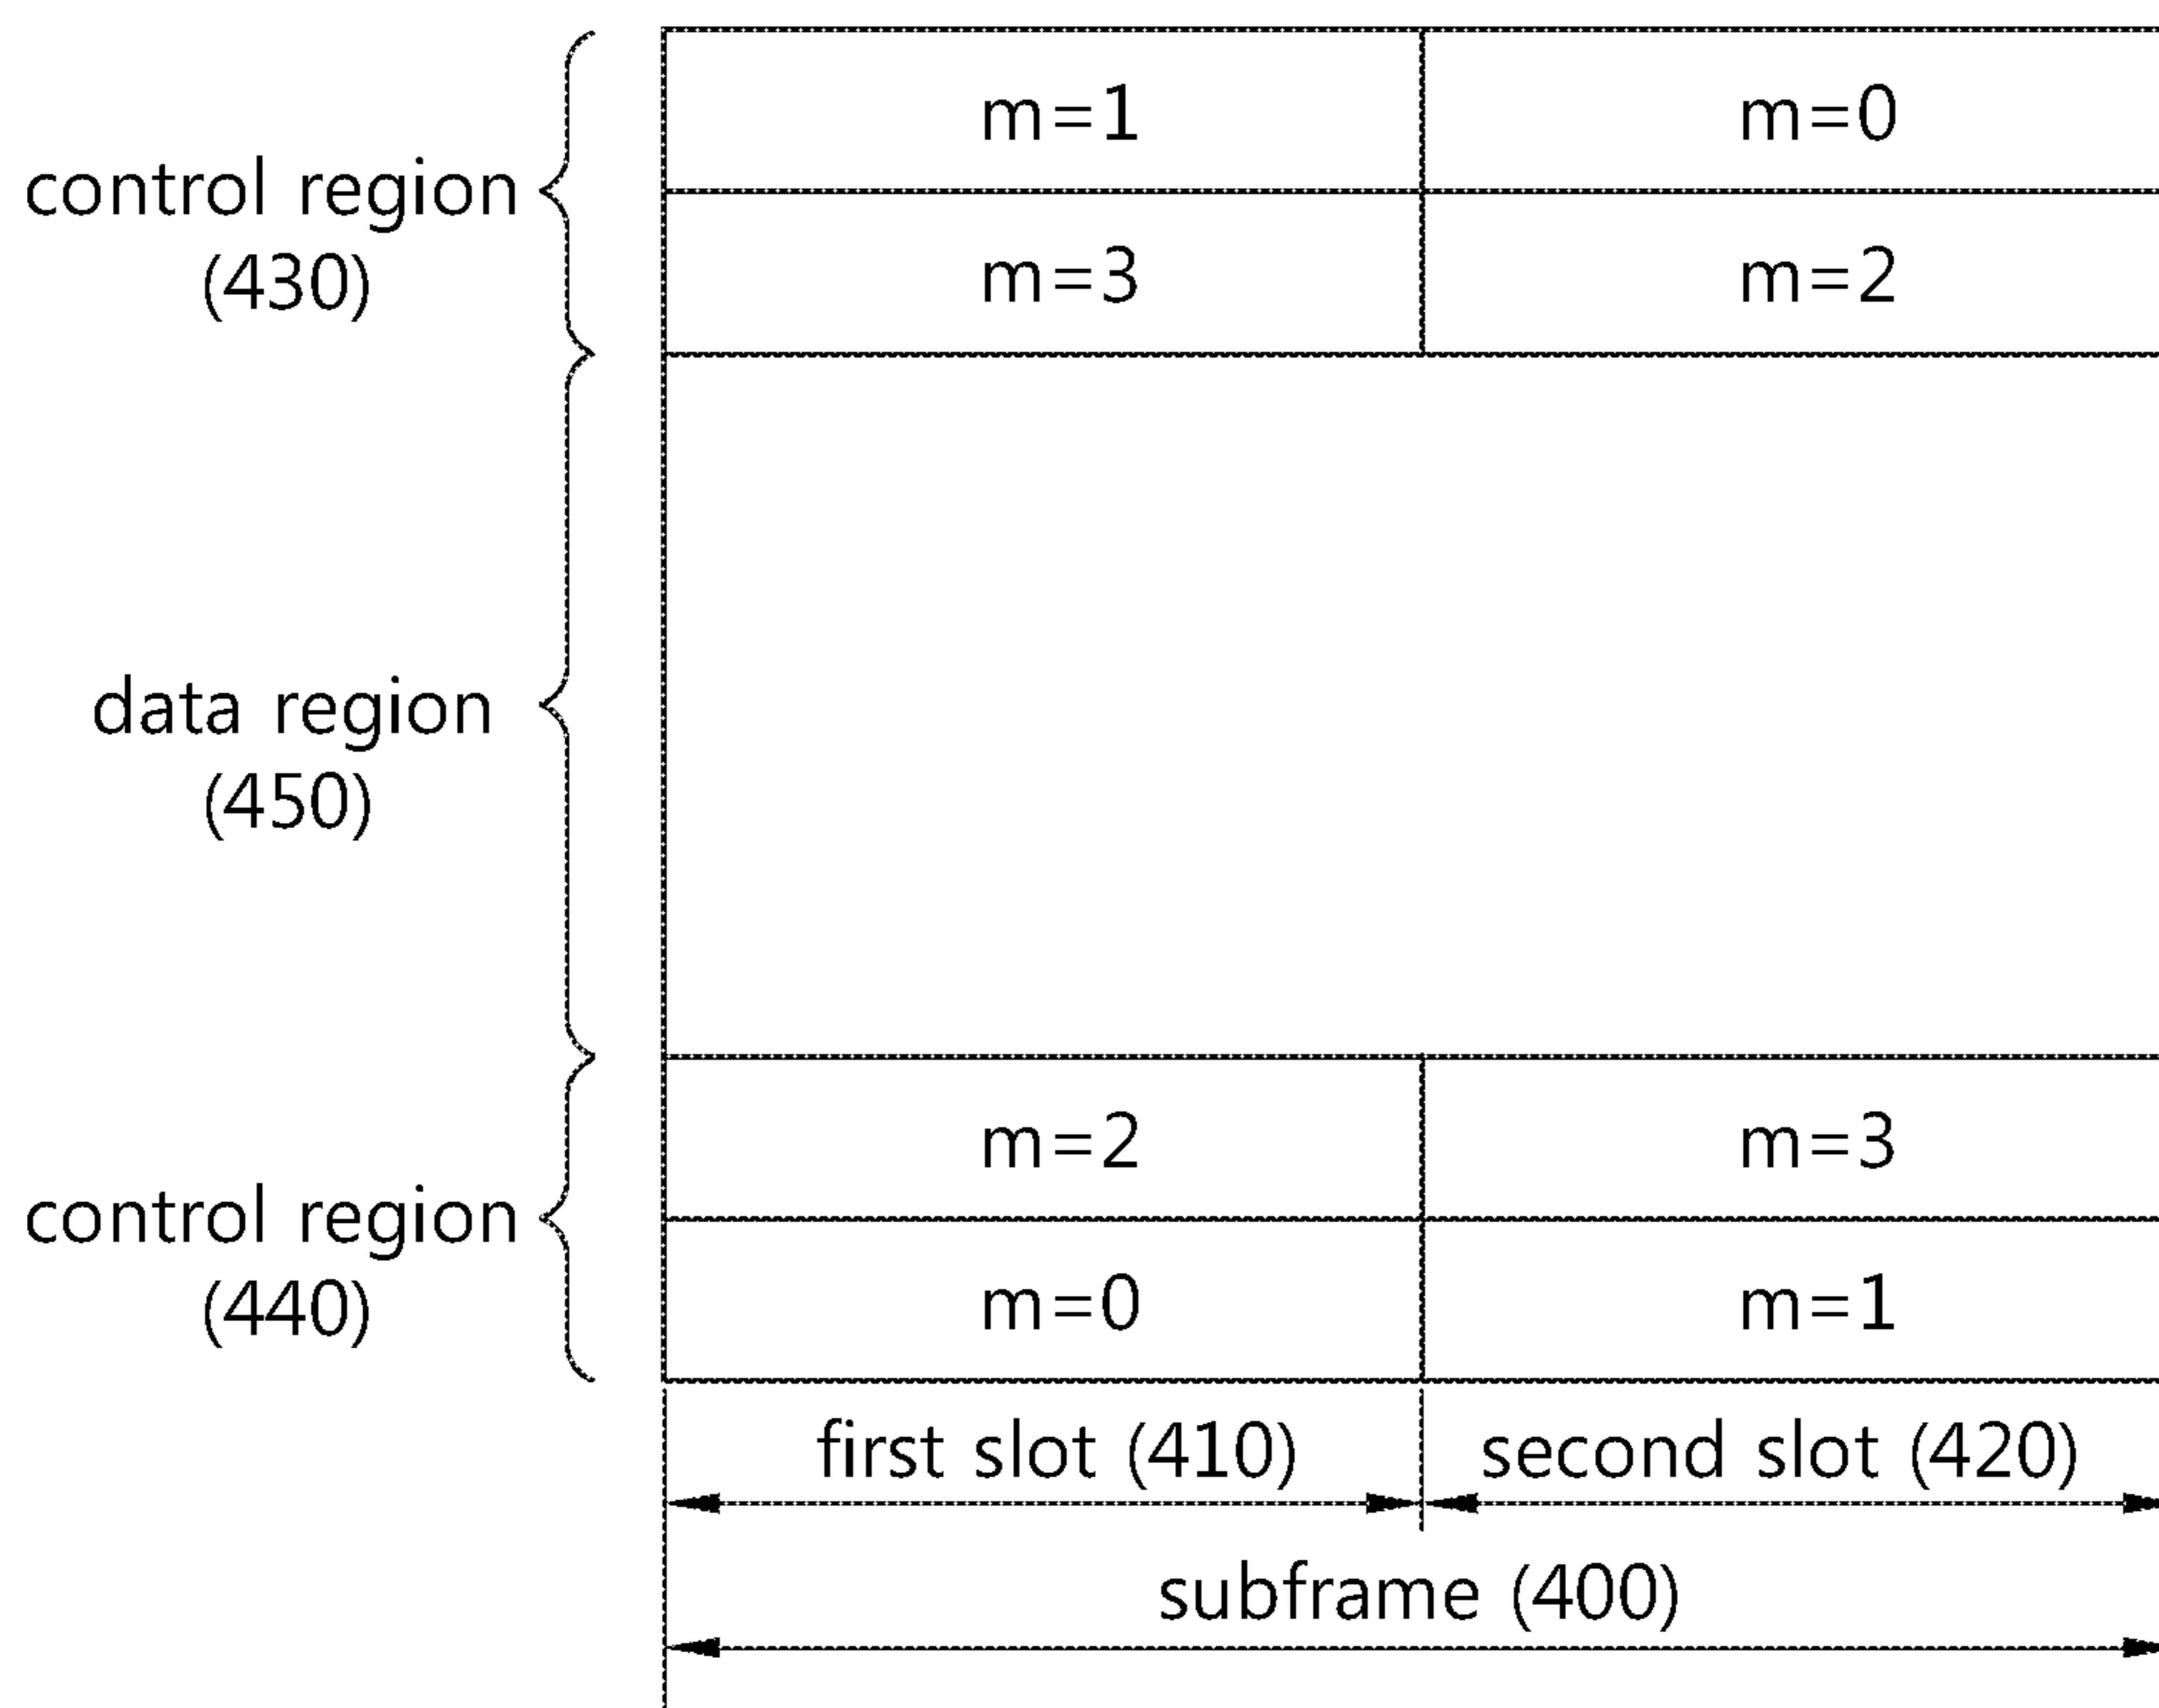 m=1 m=0
control region
(430)
m=3 m=2
data region
(450)
m=2 m=3
control region
(440)
m=0 m=1
first slot (410) second slot (420)
subframe (400)